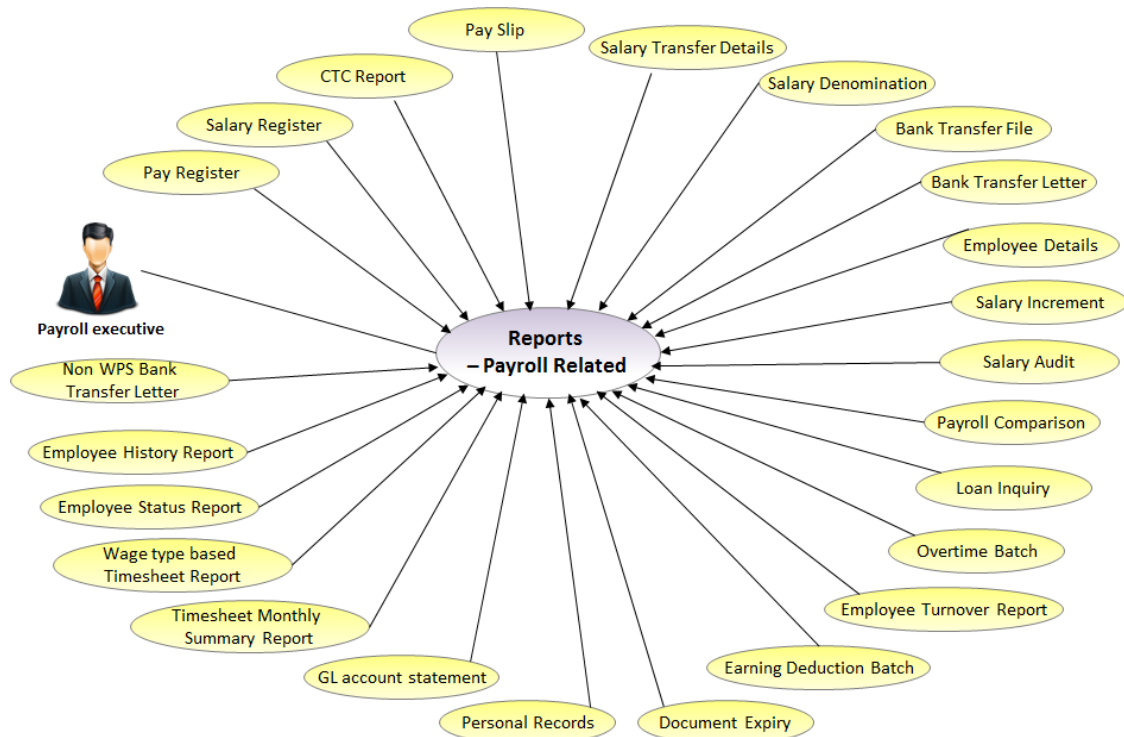 Pay Slip
Salary Transfer Details
CTC Report
Salary Denomination
Salary Register
Bank Transfer File
Pay Register
Bank Transfer Letter
Employee Details
Payroll executive
Salary Increment
Reports
– Payroll Related
Non WPS Bank
Transfer Letter
Salary Audit
Payroll Comparison
Employee History Report
Loan Inquiry
Employee Status Report
Overtime Batch
Wage type based
Timesheet Report
Employee Turnover Report
Timesheet Monthly
Summary Report
Earning Deduction Batch
GL account statement
Personal Records
Document Expiry